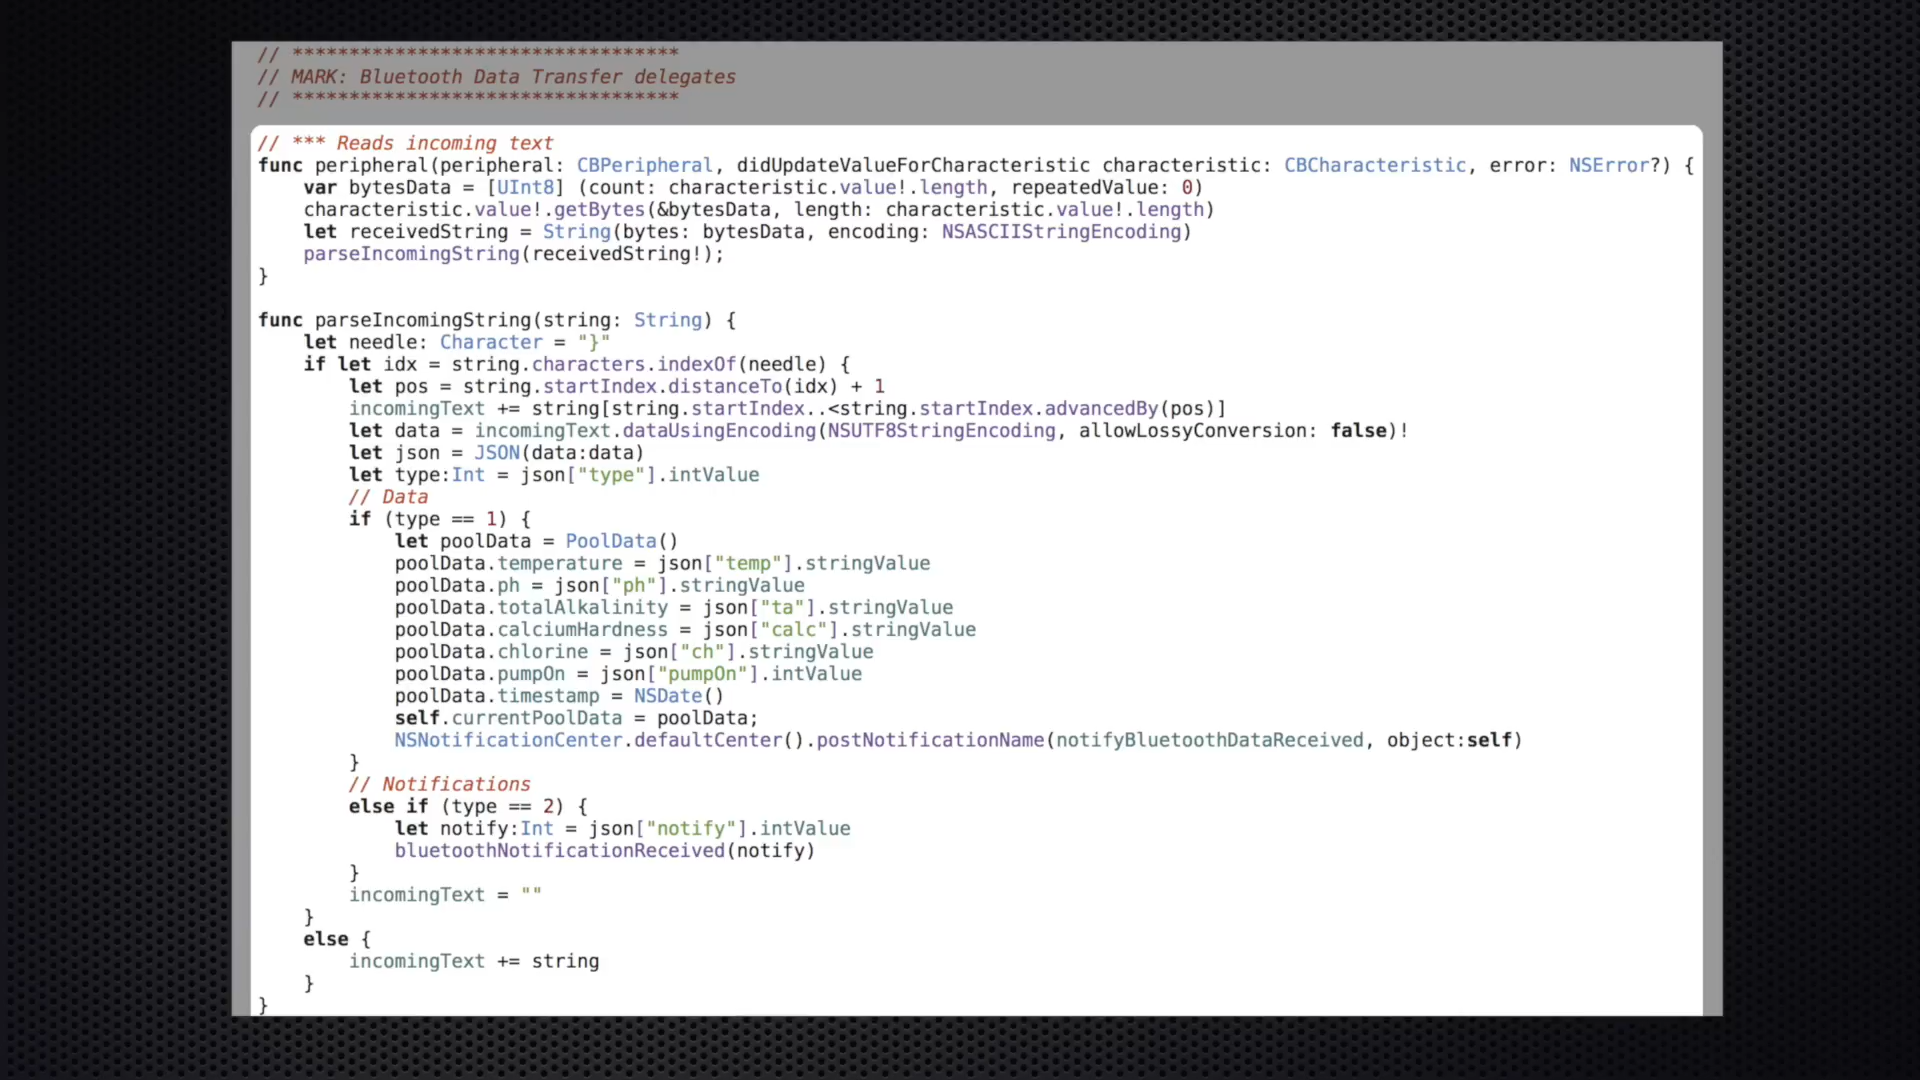 // **********************************
// MARK: Bluetooth Data Transfer delegates
// **********************************
// *** Reads incoming text
func peripheral(peripheral: CBPeripheral, didUpdateValueForCharacteristic characteristic: CBCharacteristic, error: NSError?) {
    var bytesData = [UInt8] (count: characteristic.value!.length, repeatedValue: 0)
    characteristic.value!.getBytes(&bytesData, length: characteristic.value!.length)
    let receivedString = String(bytes: bytesData, encoding: NSASCIIStringEncoding)
    parseIncomingString(receivedString!);
}
func parseIncomingString(string: String) {
    let needle: Character = "}"
    if let idx = string.characters.indexOf(needle) {
        let pos = string.startIndex.distanceTo(idx) + 1
        incomingText += string[string.startIndex..<string.startIndex.advancedBy(pos)]
        let data = incomingText.dataUsingEncoding(NSUTF8StringEncoding, allowLossyConversion: false)!
        let json = JSON(data:data)
        let type:Int = json["type"].intValue
        // Data
        if (type == 1) {
            let poolData = PoolData()
            poolData.temperature = json["temp"].stringValue
            poolData.ph = json["ph"].stringValue
            poolData.totalAlkalinity = json["ta"].stringValue
            poolData.calciumHardness = json["calc"].stringValue
            poolData.chlorine = json["ch"].stringValue
            poolData.pumpOn = json["pumpOn"].intValue
            poolData.timestamp = NSDate()
            self.currentPoolData = poolData;
            NSNotificationCenter.defaultCenter().postNotificationName(notifyBluetoothDataReceived, object:self)
        }
        // Notifications
        else if (type == 2) {
            let notify:Int = json["notify"].intValue
            bluetoothNotificationReceived(notify)
        }
        incomingText = ""
    }
    else {
        incomingText += string
    }
}